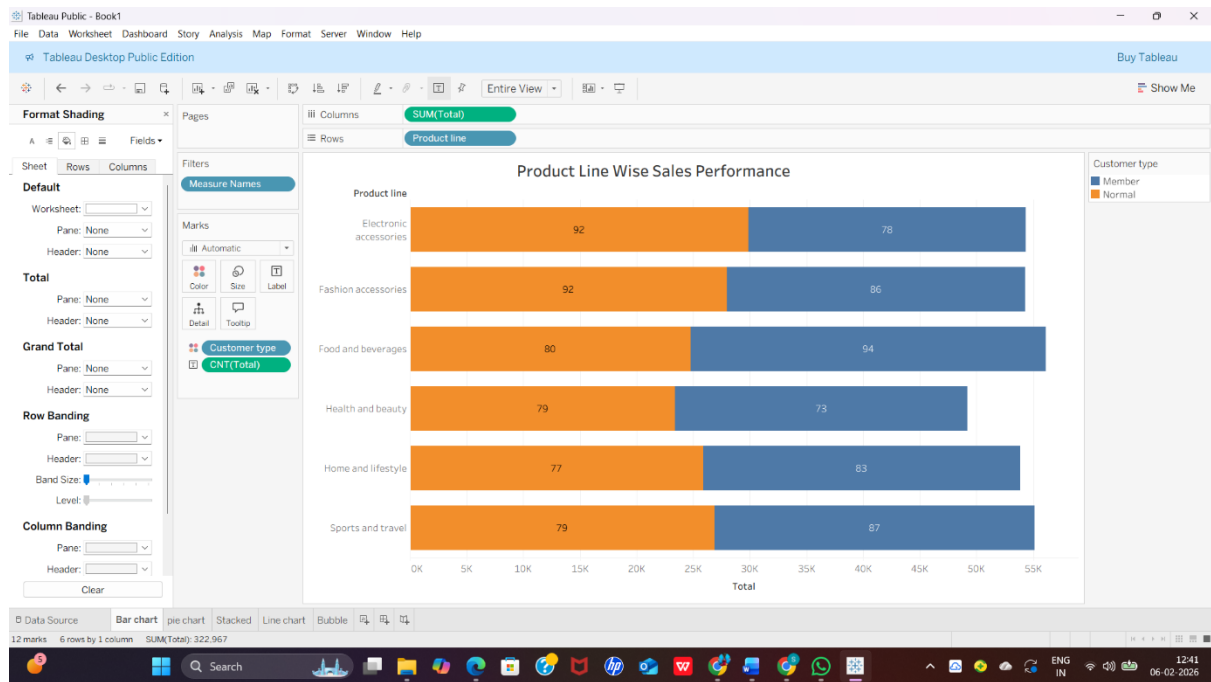 Tableau Public - Book1
File Data Worksheet Dashboard Story Analysis Map Format Server Window Help
Tableau Desktop Public Edition
Buy Tableau
Entire View
Show Me
Format Shading
Fields
Sheet Rows Columns
Default
Worksheet:
Pane: None
Header: None
Total
Pane: None
Header: None
Grand Total
Pane: None
Header: None
Row Banding
Pane:
Header:
Band Size:
Level:
Column Banding
Pane:
Header:
Clear
Pages
Filters
Measure Names
Marks
Automatic
Color Size Label
Detail Tooltip
Customer type
CNT(Total)
iii Columns
SUM(Total)
Rows
Product line
Product Line Wise Sales Performance
Product line
Electronic
accessories
92 78
Fashion accessories 92 86
Food and beverages 80 94
Health and beauty 79 73
Home and lifestyle 77 83
Sports and travel 79 87
0K 5K 10K 15K 20K 25K 30K 35K 40K 45K 50K 55K
Total
Customer type
Member
Normal
Data Source Bar chart pie chart Stacked Line chart Bubble
12 marks 6 rows by 1 column SUM(Total): 322,967
5
Search
hp
W
ENG
IN
12:41
06-02-2026